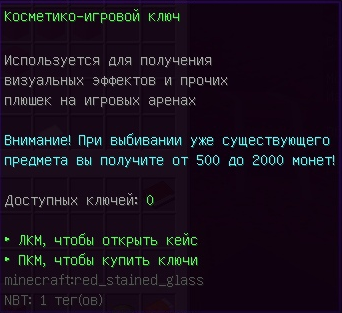 Косметико-игровой ключ
Используется для получения
визуальных эффектов и прочих
плюшек на игровых аренах
Внимание! При выбивании уже существующего
предмета вы получите от 500 до 2000 монет!
Доступных ключей: 0
‣ ЛКМ, чтобы открыть кейс
‣ ПКМ, чтобы купить ключи
minecraft:red_stained_glass
NBT: 1 тег(ов)